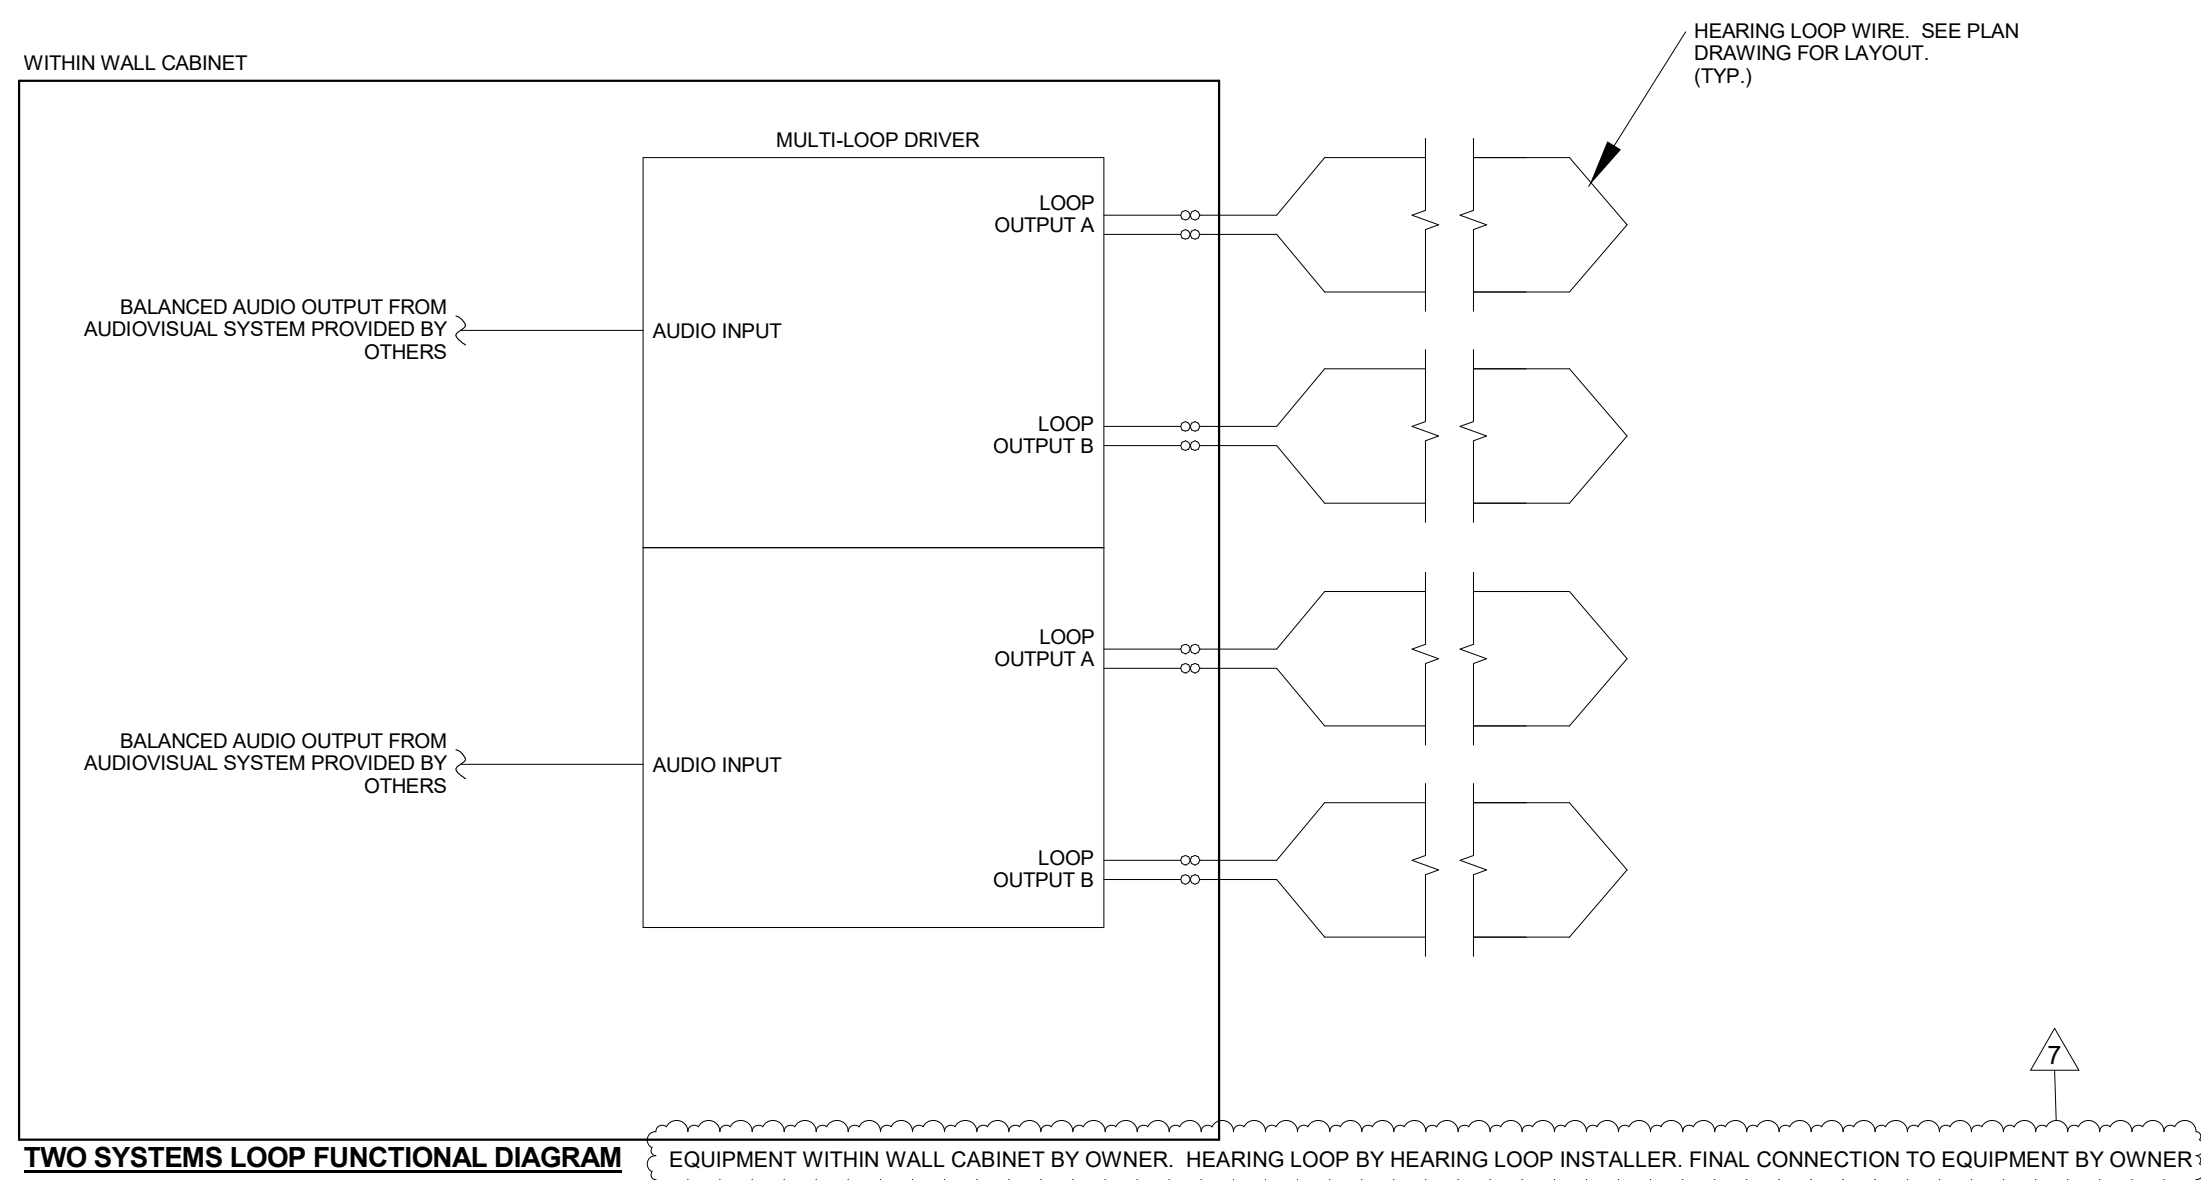 HEARING LOOP WIRE. SEE PLAN
DRAWING FOR LAYOUT.
(TYP.)
WITHIN WALL CABINET
MULTI-LOOP DRIVER
LOOP
OUTPUT A
BALANCED AUDIO OUTPUT FROM
AUDIOVISUAL SYSTEM PROVIDED BY
OTHERS
AUDIO INPUT
LOOP
OUTPUT B
LOOP
OUTPUT A
BALANCED AUDIO OUTPUT FROM
AUDIOVISUAL SYSTEM PROVIDED BY
OTHERS
AUDIO INPUT
LOOP
OUTPUT B
7
TWO SYSTEMS LOOP FUNCTIONAL DIAGRAM
EQUIPMENT WITHIN WALL CABINET BY OWNER. HEARING LOOP BY HEARING LOOP INSTALLER. FINAL CONNECTION TO EQUIPMENT BY OWNER